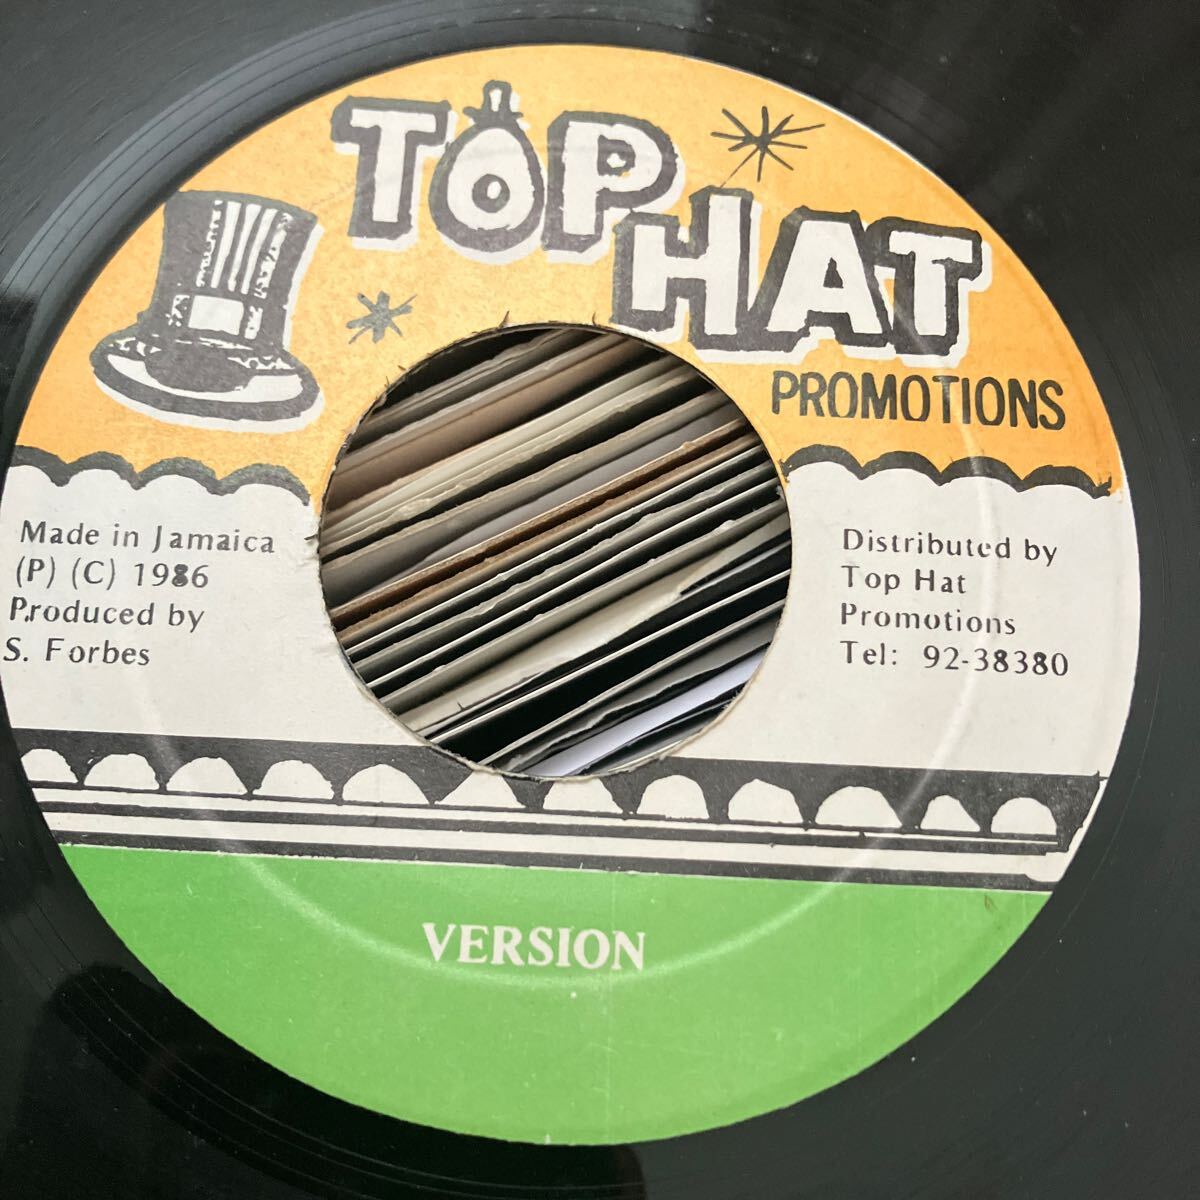 TOP HAT
PROMOTIONS
Made in Jamaica
(P) (C) 1986
Produced by
S. Forbes
Distributed by
Top Hat
Promotions
Tel: 92-38380
VERSION